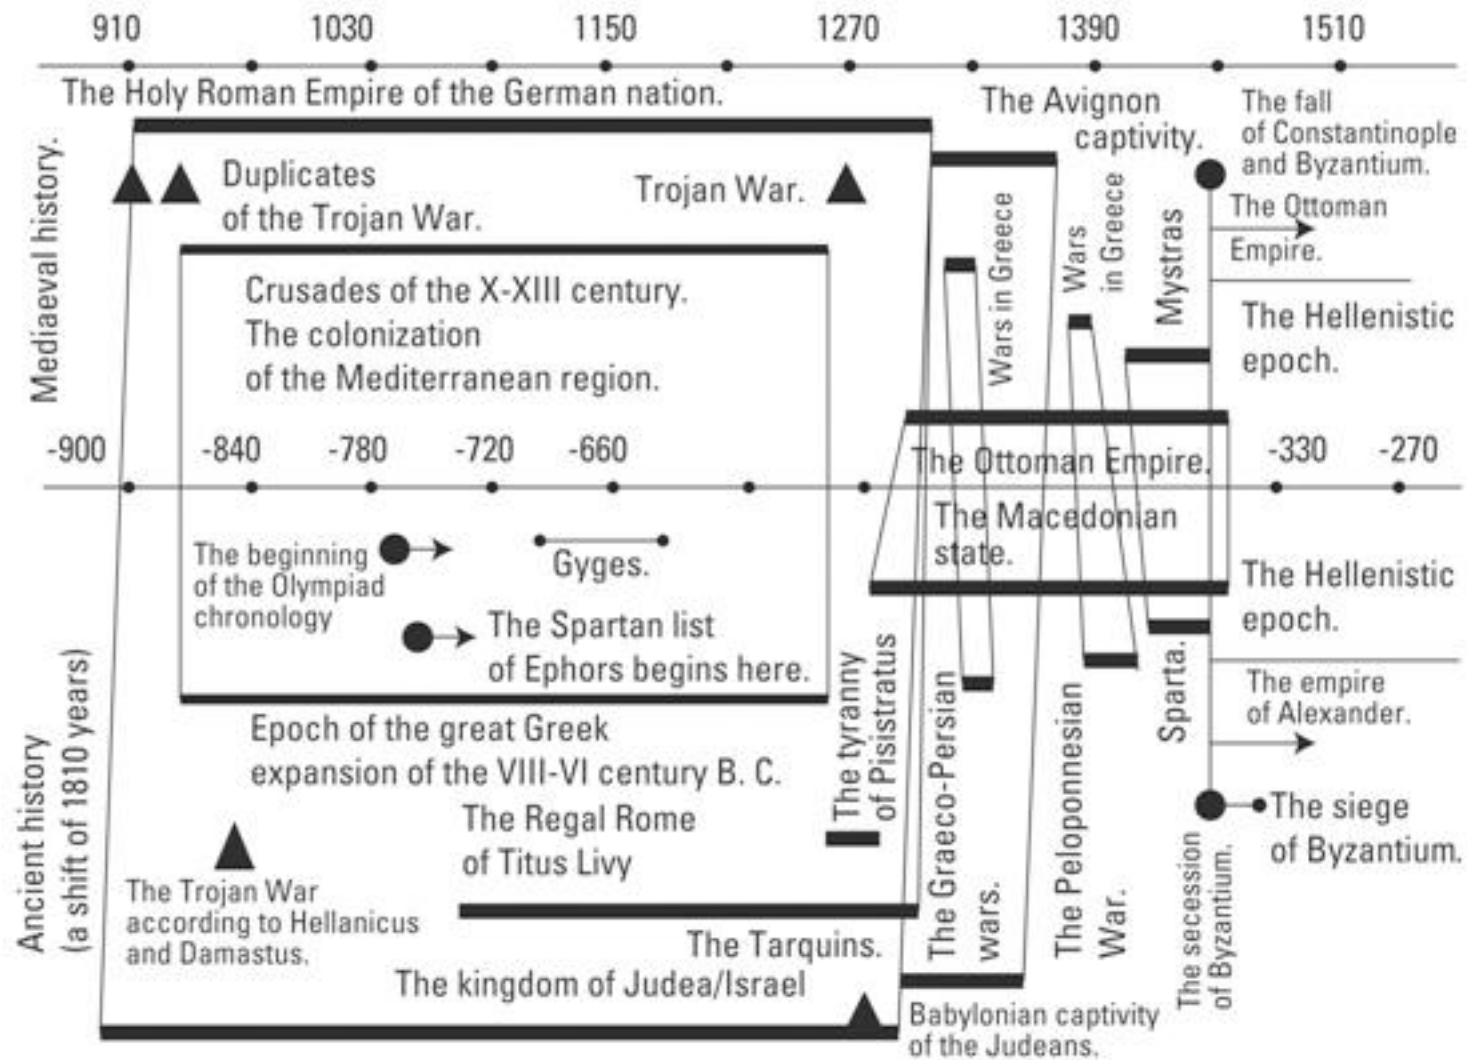 910 1030 1150 1270 1390 1510
The Holy Roman Empire of the German nation.
The Avignon
captivity.
The fall
of Constantinople
and Byzantium.
Mediaeval history.
Duplicates
of the Trojan War.
Trojan War.
The Ottoman
Empire.
Wars in Greece
Wars
in Greece
Mystras
Crusades of the X-XIII century.
The colonization
of the Mediterranean region.
The Hellenistic
epoch.
-900 -840 -780 -720 -660 -330 -270
The Ottoman Empire.
The Macedonian
state.
The beginning
of the Olympiad
chronology
Gyges.
The Hellenistic
epoch.
The Spartan list
of Ephors begins here.
Ancient history
(a shift of 1810 years)
Epoch of the great Greek
expansion of the VIII-VI century B. C.
The tyranny
of Pisistratus
The Graeco-Persian
wars.
The Peloponnesian
War.
Sparta.
The empire
of Alexander.
The Regal Rome
of Titus Livy
The siege
of Byzantium.
The secession
of Byzantium.
The Trojan War
according to Hellanicus
and Damastus.
The Tarquins.
The kingdom of Judea/Israel
Babylonian captivity
of the Judeans.